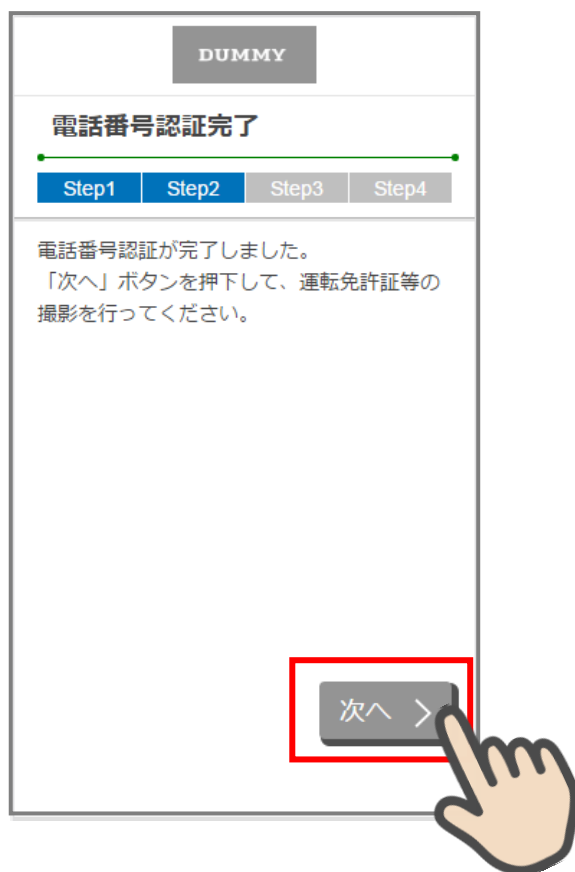 DUMMY
電話番号認証完了
Step1 Step2 Step3 Step4
電話番号認証が完了しました。
「次へ」ボタンを押下して、運転免許証等の
撮影を行ってください。
次へ